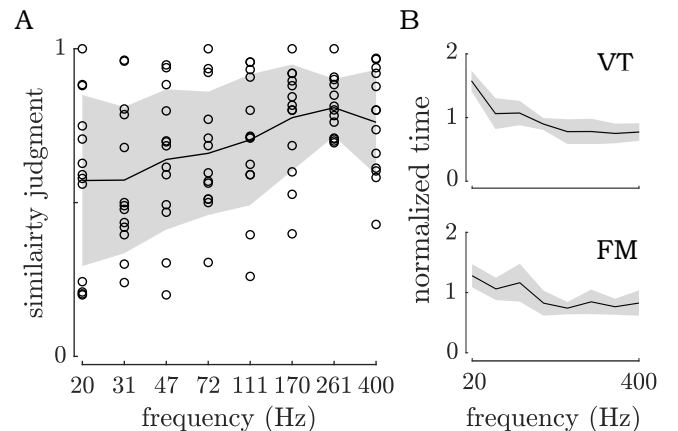 A
B
1
0
similairty judgment
20 31 47 72 111 170 261 400
frequency (Hz)
normalized time
2
1
0
VT
2
1
0
FM
20 400
frequency (Hz)